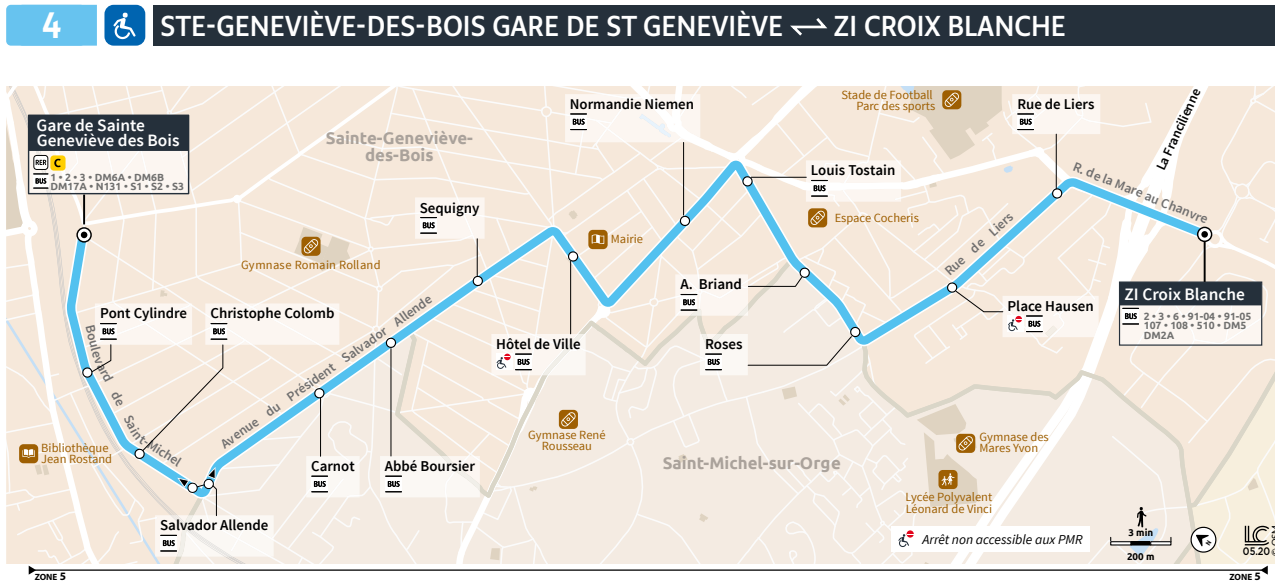 4 STE-GENEVIÈVE-DES-BOIS GARE DE ST GENEVIÈVE ⇌ ZI CROIX BLANCHE
Gare de Sainte
Geneviève des Bois
RER C
BUS 1 • 2 • 3 • DM6A • DM6B
DM17A • N131 • S1 • S2 • S3
Sainte-Geneviève-
des-Bois
Normandie Niemen
BUS
Stade de Football
Parc des sports
Rue de Liers
BUS
La Francilienne
R. de la Mare au Chanvre
Louis Tostain
BUS
Sequigny
BUS
Espace Cocheris
Mairie
Gymnase Romain Rolland
Rue de Liers
A. Briand
BUS
Place Hausen
BUS
ZI Croix Blanche
BUS 2 • 3 • 6 • 91-04 • 91-05
107 • 108 • 510 • DM5
DM2A
Pont Cylindre
BUS
Christophe Colomb
BUS
Boulevard de Saint-Michel
Avenue du Président Salvador Allende
Hôtel de Ville
BUS
Roses
BUS
Gymnase René
Rousseau
Gymnase des
Mares Yvon
Bibliothèque
Jean Rostand
Carnot
BUS
Abbé Boursier
BUS
Saint-Michel-sur-Orge
Lycée Polyvalent
Léonard de Vinci
Salvador Allende
BUS
Arrêt non accessible aux PMR
3 min
200 m
LC
05.20
ZONE 5
ZONE 5